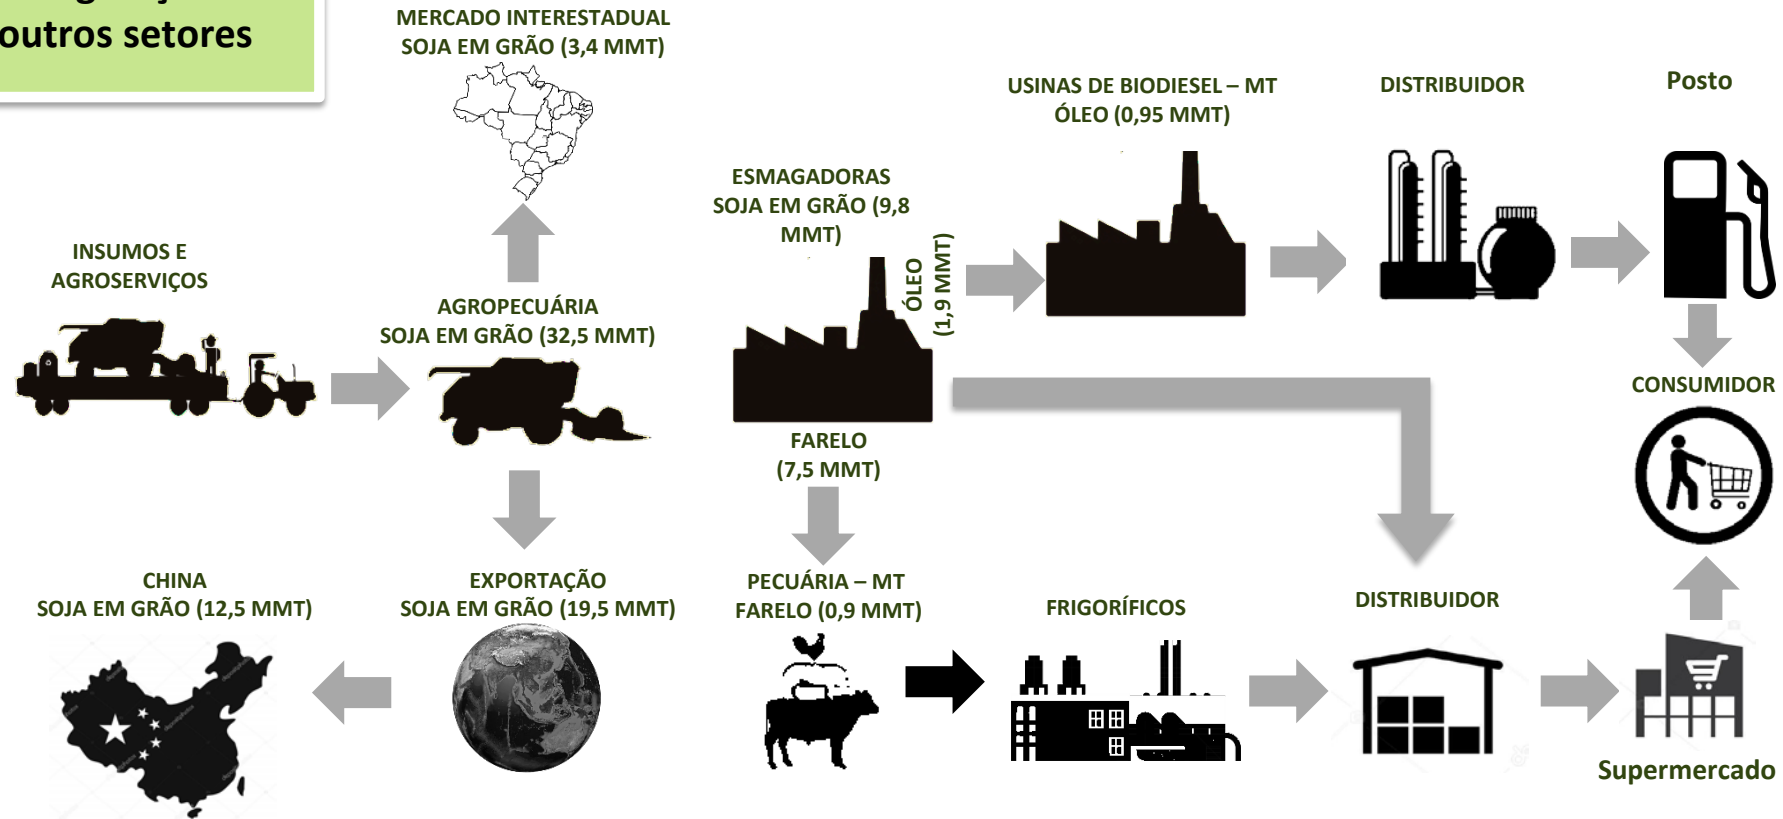 outros setores
MERCADO INTERESTADUAL
SOJA EM GRÃO (3,4 MMT)
USINAS DE BIODIESEL – MT
ÓLEO (0,95 MMT)
DISTRIBUIDOR
Posto
ESMAGADORAS
SOJA EM GRÃO (9,8
MMT)
ÓLEO
(1,9 MMT)
INSUMOS E
AGROSERVIÇOS
AGROPECUÁRIA
SOJA EM GRÃO (32,5 MMT)
CONSUMIDOR
FARELO
(7,5 MMT)
CHINA
SOJA EM GRÃO (12,5 MMT)
EXPORTAÇÃO
SOJA EM GRÃO (19,5 MMT)
PECUÁRIA – MT
FARELO (0,9 MMT)
FRIGORÍFICOS
DISTRIBUIDOR
Supermercado